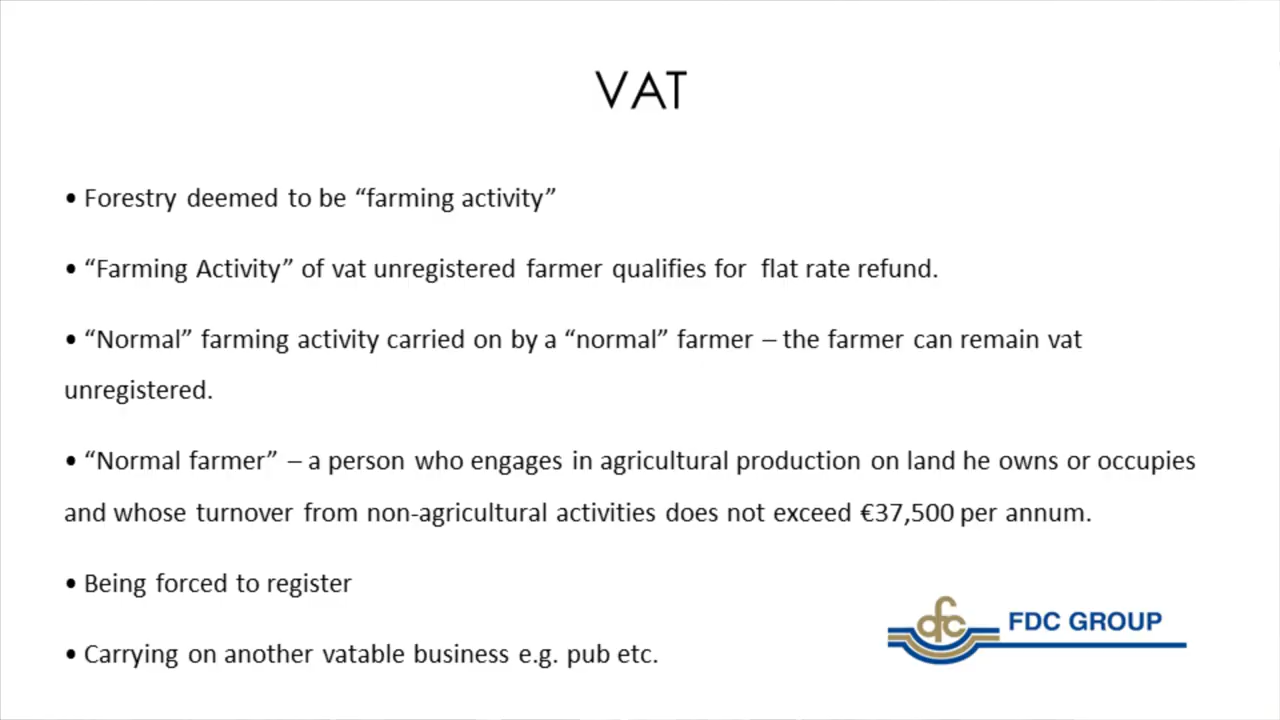 VAT
• Forestry deemed to be “farming activity”
• “Farming Activity” of vat unregistered farmer qualifies for flat rate refund.
• “Normal” farming activity carried on by a “normal” farmer – the farmer can remain vat
unregistered.
• “Normal farmer” – a person who engages in agricultural production on land he owns or occupies
and whose turnover from non-agricultural activities does not exceed €37,500 per annum.
• Being forced to register
• Carrying on another vatable business e.g. pub etc.
dfc FDC GROUP